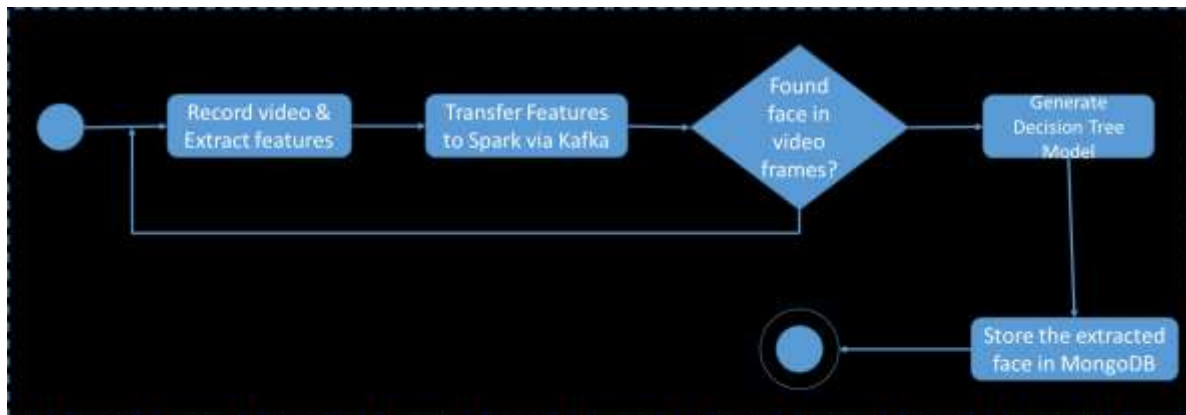 Record video &
Extract features
Transfer Features
to Spark via Kafka
Found
face in
video
frames?
Generate
Decision Tree
Model
Store the extracted
face in MongoDB